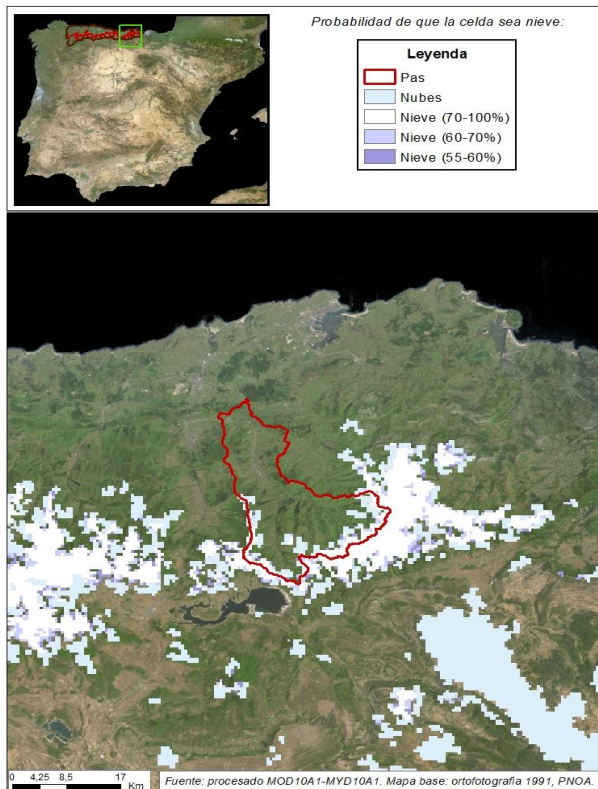 Probabilidad de que la celda sea nieve:
Leyenda
Pas
Nubes
Nieve (70-100%)
Nieve (60-70%)
Nieve (55-60%)
0 4,25 8,5 17
Km
Fuente: procesado MOD10A1-MYD10A1. Mapa base: ortofotografia 1991, PNOA.